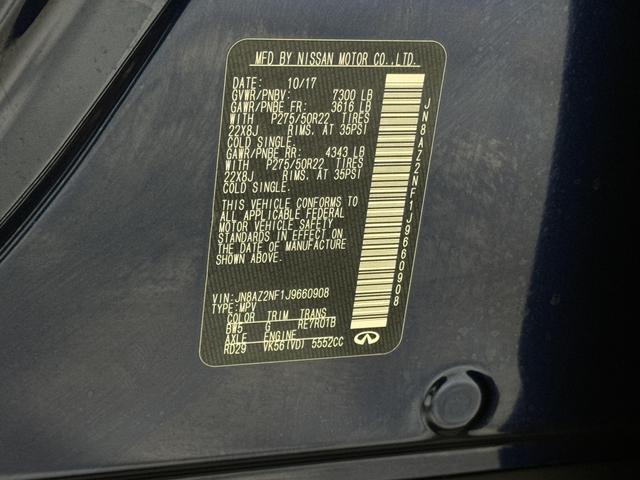 MFD BY NISSAN MOTOR CO.,LTD.
DATE: 10/17
GVWR/PNBV: 7300 LB
GAWR/PNBE FR: 3616 LB
WITH P275/50R22 TIRES
22X8J RIMS, AT 35PSI
COLD SINGLE.
GAWR/PNBE RR: 4343 LB
WITH P275/50R22 TIRES
22X8J RIMS, AT 35PSI
COLD SINGLE.
THIS VEHICLE CONFORMS TO
ALL APPLICABLE FEDERAL
MOTOR VEHICLE SAFETY
STANDARDS IN EFFECT ON
THE DATE OF MANUFACTURE
SHOWN ABOVE.
VIN:JN8AZ2NF1J9660908
TYPE:MPV
COLOR TRIM TRANS
BW5 G RE7R01B
AXLE ENGINE
RD29 VK56(VD) 5552CC
JN8AZ2NF1J9660908